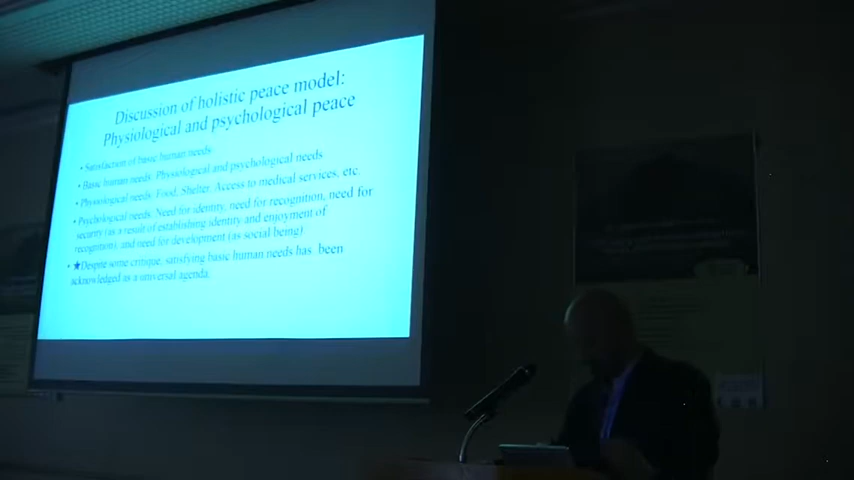 Discussion of holistic peace model:
Physiological and psychological peace
• Satisfaction of basic human needs.
• Basic human needs: Physiological and psychological needs
• Physiological needs: Food, Shelter, Access to medical services, etc.
• Psychological needs: Need for identity, need for recognition, need for
security (as a result of establishing identity and enjoyment of
recognition), and need for development (as social being).
• ★Despite some critique, satisfying basic human needs has been
acknowledged as a universal agenda.